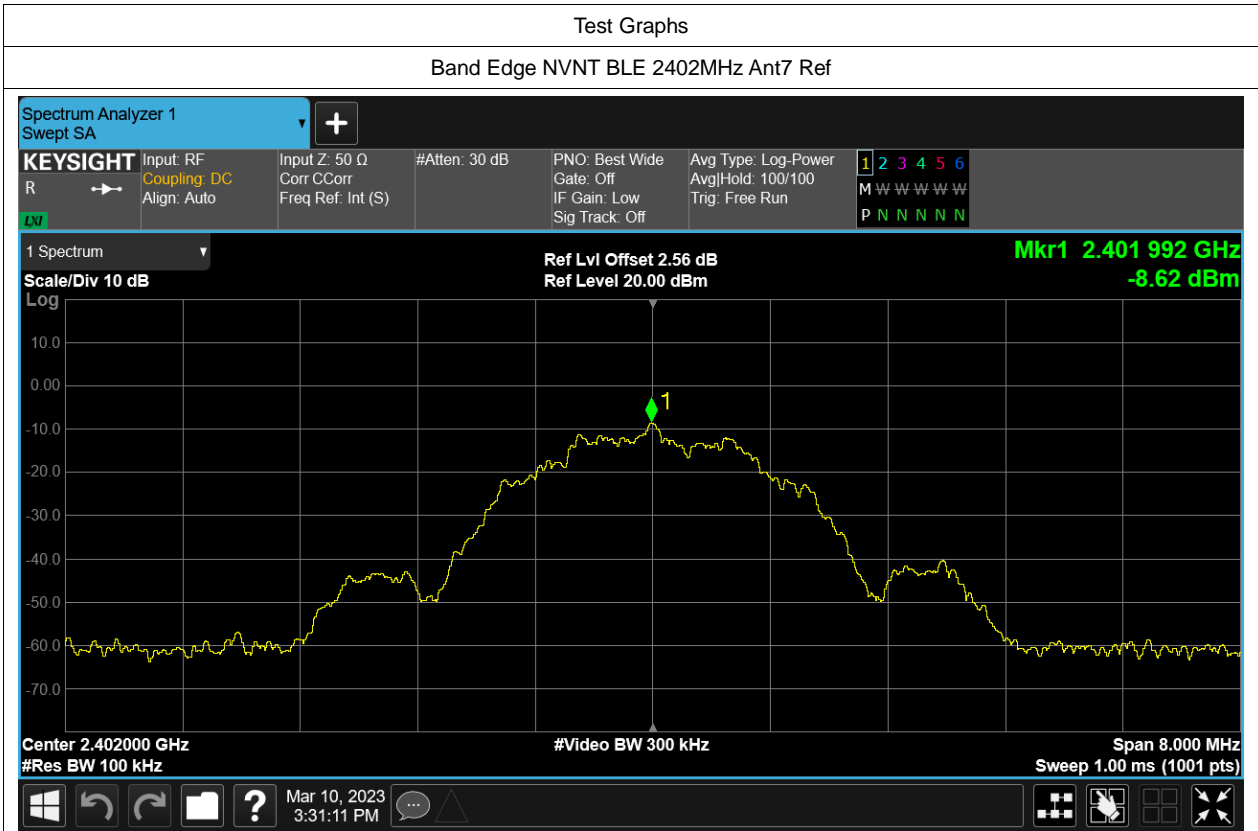 Test Graphs
Band Edge NVNT BLE 2402MHz Ant7 Ref
Spectrum Analyzer 1
Swept SA
KEYSIGHT
R
LXI
Input: RF
Coupling: DC
Align: Auto
Input Z: 50 Ω
Corr CCorr
Freq Ref: Int (S)
#Atten: 30 dB
PNO: Best Wide
Gate: Off
IF Gain: Low
Sig Track: Off
Avg Type: Log-Power
Avg|Hold: 100/100
Trig: Free Run
1 2 3 4 5 6
M W W W W W
P N N N N N
1 Spectrum
Scale/Div 10 dB
Ref Lvl Offset 2.56 dB
Ref Level 20.00 dBm
Mkr1 2.401 992 GHz
-8.62 dBm
Log
10.0
0.00
-10.0
-20.0
-30.0
-40.0
-50.0
-60.0
-70.0
1
Center 2.402000 GHz
#Res BW 100 kHz
#Video BW 300 kHz
Span 8.000 MHz
Sweep 1.00 ms (1001 pts)
?
Mar 10, 2023
3:31:11 PM